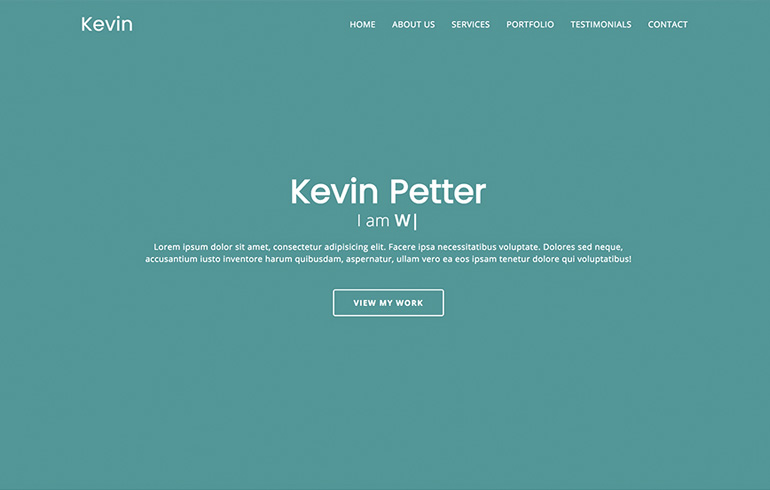 Kevin
HOME ABOUT US SERVICES PORTFOLIO TESTIMONIALS CONTACT
Kevin Petter
I am W|
Lorem ipsum dolor sit amet, consectetur adipisicing elit. Facere ipsa necessitatibus voluptate. Dolores sed neque,
accusantium iusto inventore harum quibusdam, aspernatur, ullam vero ea eos ipsam tenetur dolore qui voluptatibus!
VIEW MY WORK